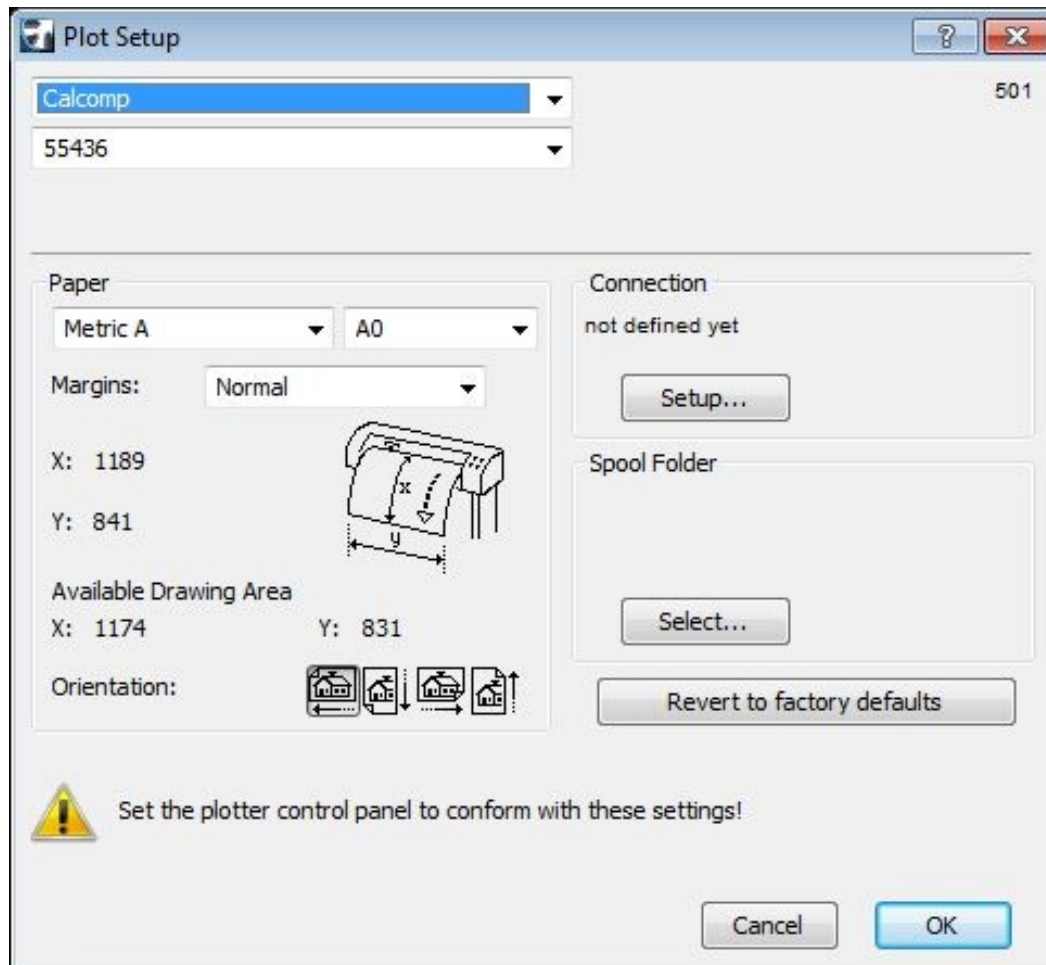 Plot Setup
Calcomp
501
55436
Paper
Metric A
A0
Margins:
Normal
X: 1189
Y: 841
x
y
Available Drawing Area
X: 1174
Y: 831
Orientation:
Connection
not defined yet
Setup...
Spool Folder
Select...
Revert to factory defaults
Set the plotter control panel to conform with these settings!
Cancel
OK